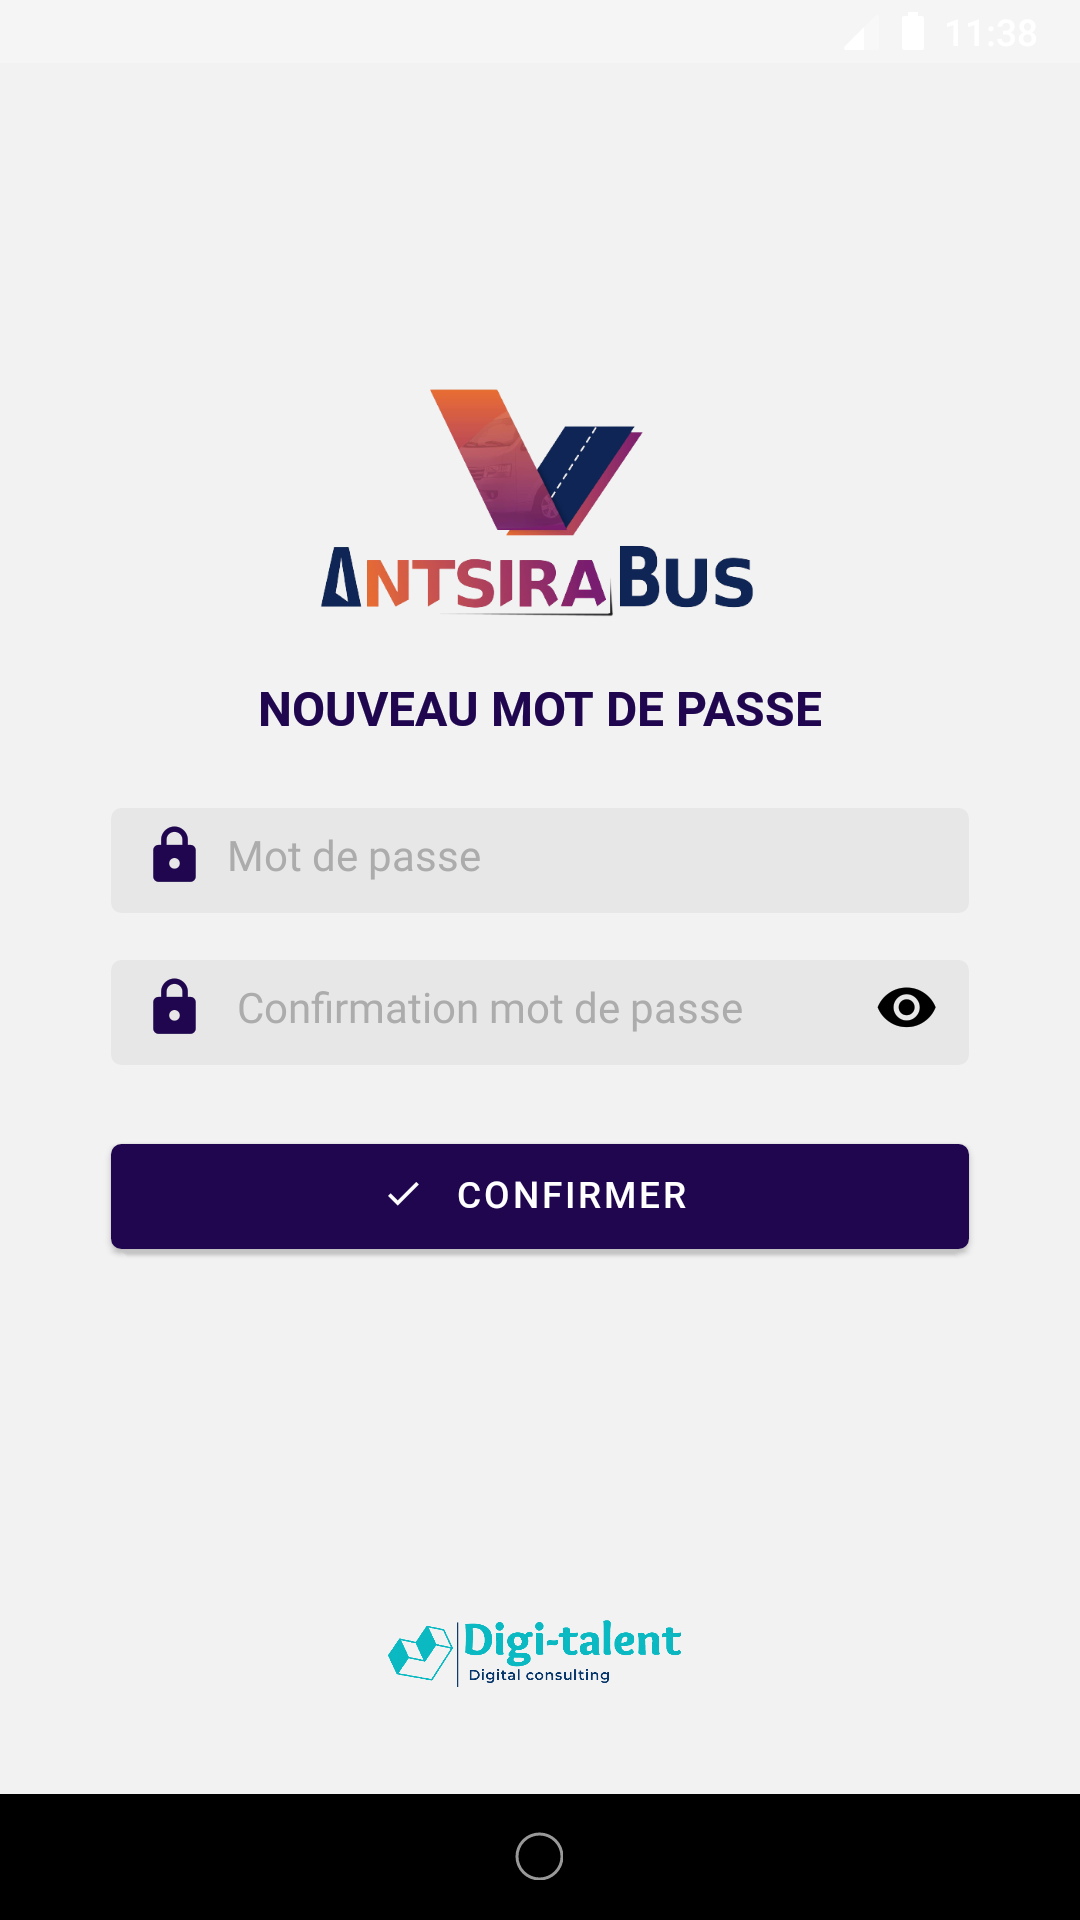 11:38
ANTSIRABUS
NOUVEAU MOT DE PASSE
Mot de passe
Confirmation mot de passe
CONFIRMER
Digi-talent
Digital consulting